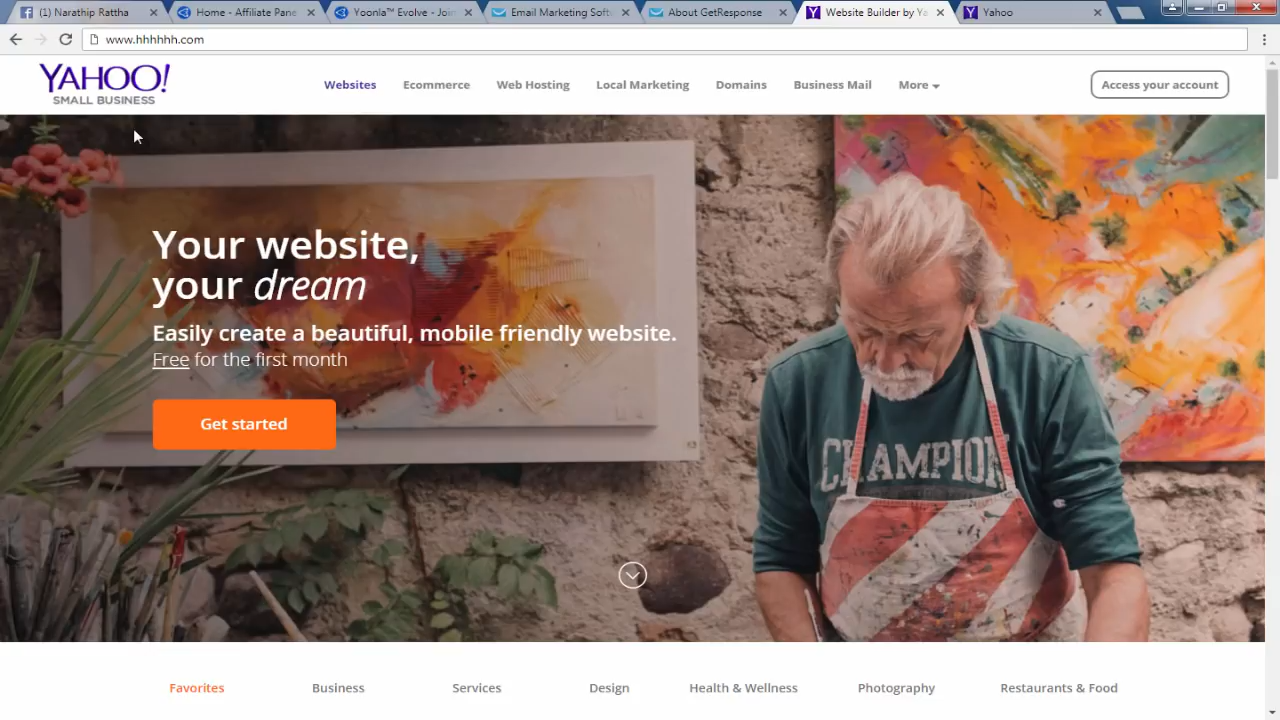 (1) Narathip Rattha
Home - Affiliate Pane
Yoonla™ Evolve - Join
Email Marketing Soft
About GetResponse
Website Builder by Ya
Yahoo
www.hhhhhh.com
YAHOO!
SMALL BUSINESS
Websites
Ecommerce
Web Hosting
Local Marketing
Domains
Business Mail
More
Access your account
Your website,
your dream
Easily create a beautiful, mobile friendly website.
Free for the first month
Get started
CHAMPION
Favorites
Business
Services
Design
Health & Wellness
Photography
Restaurants & Food